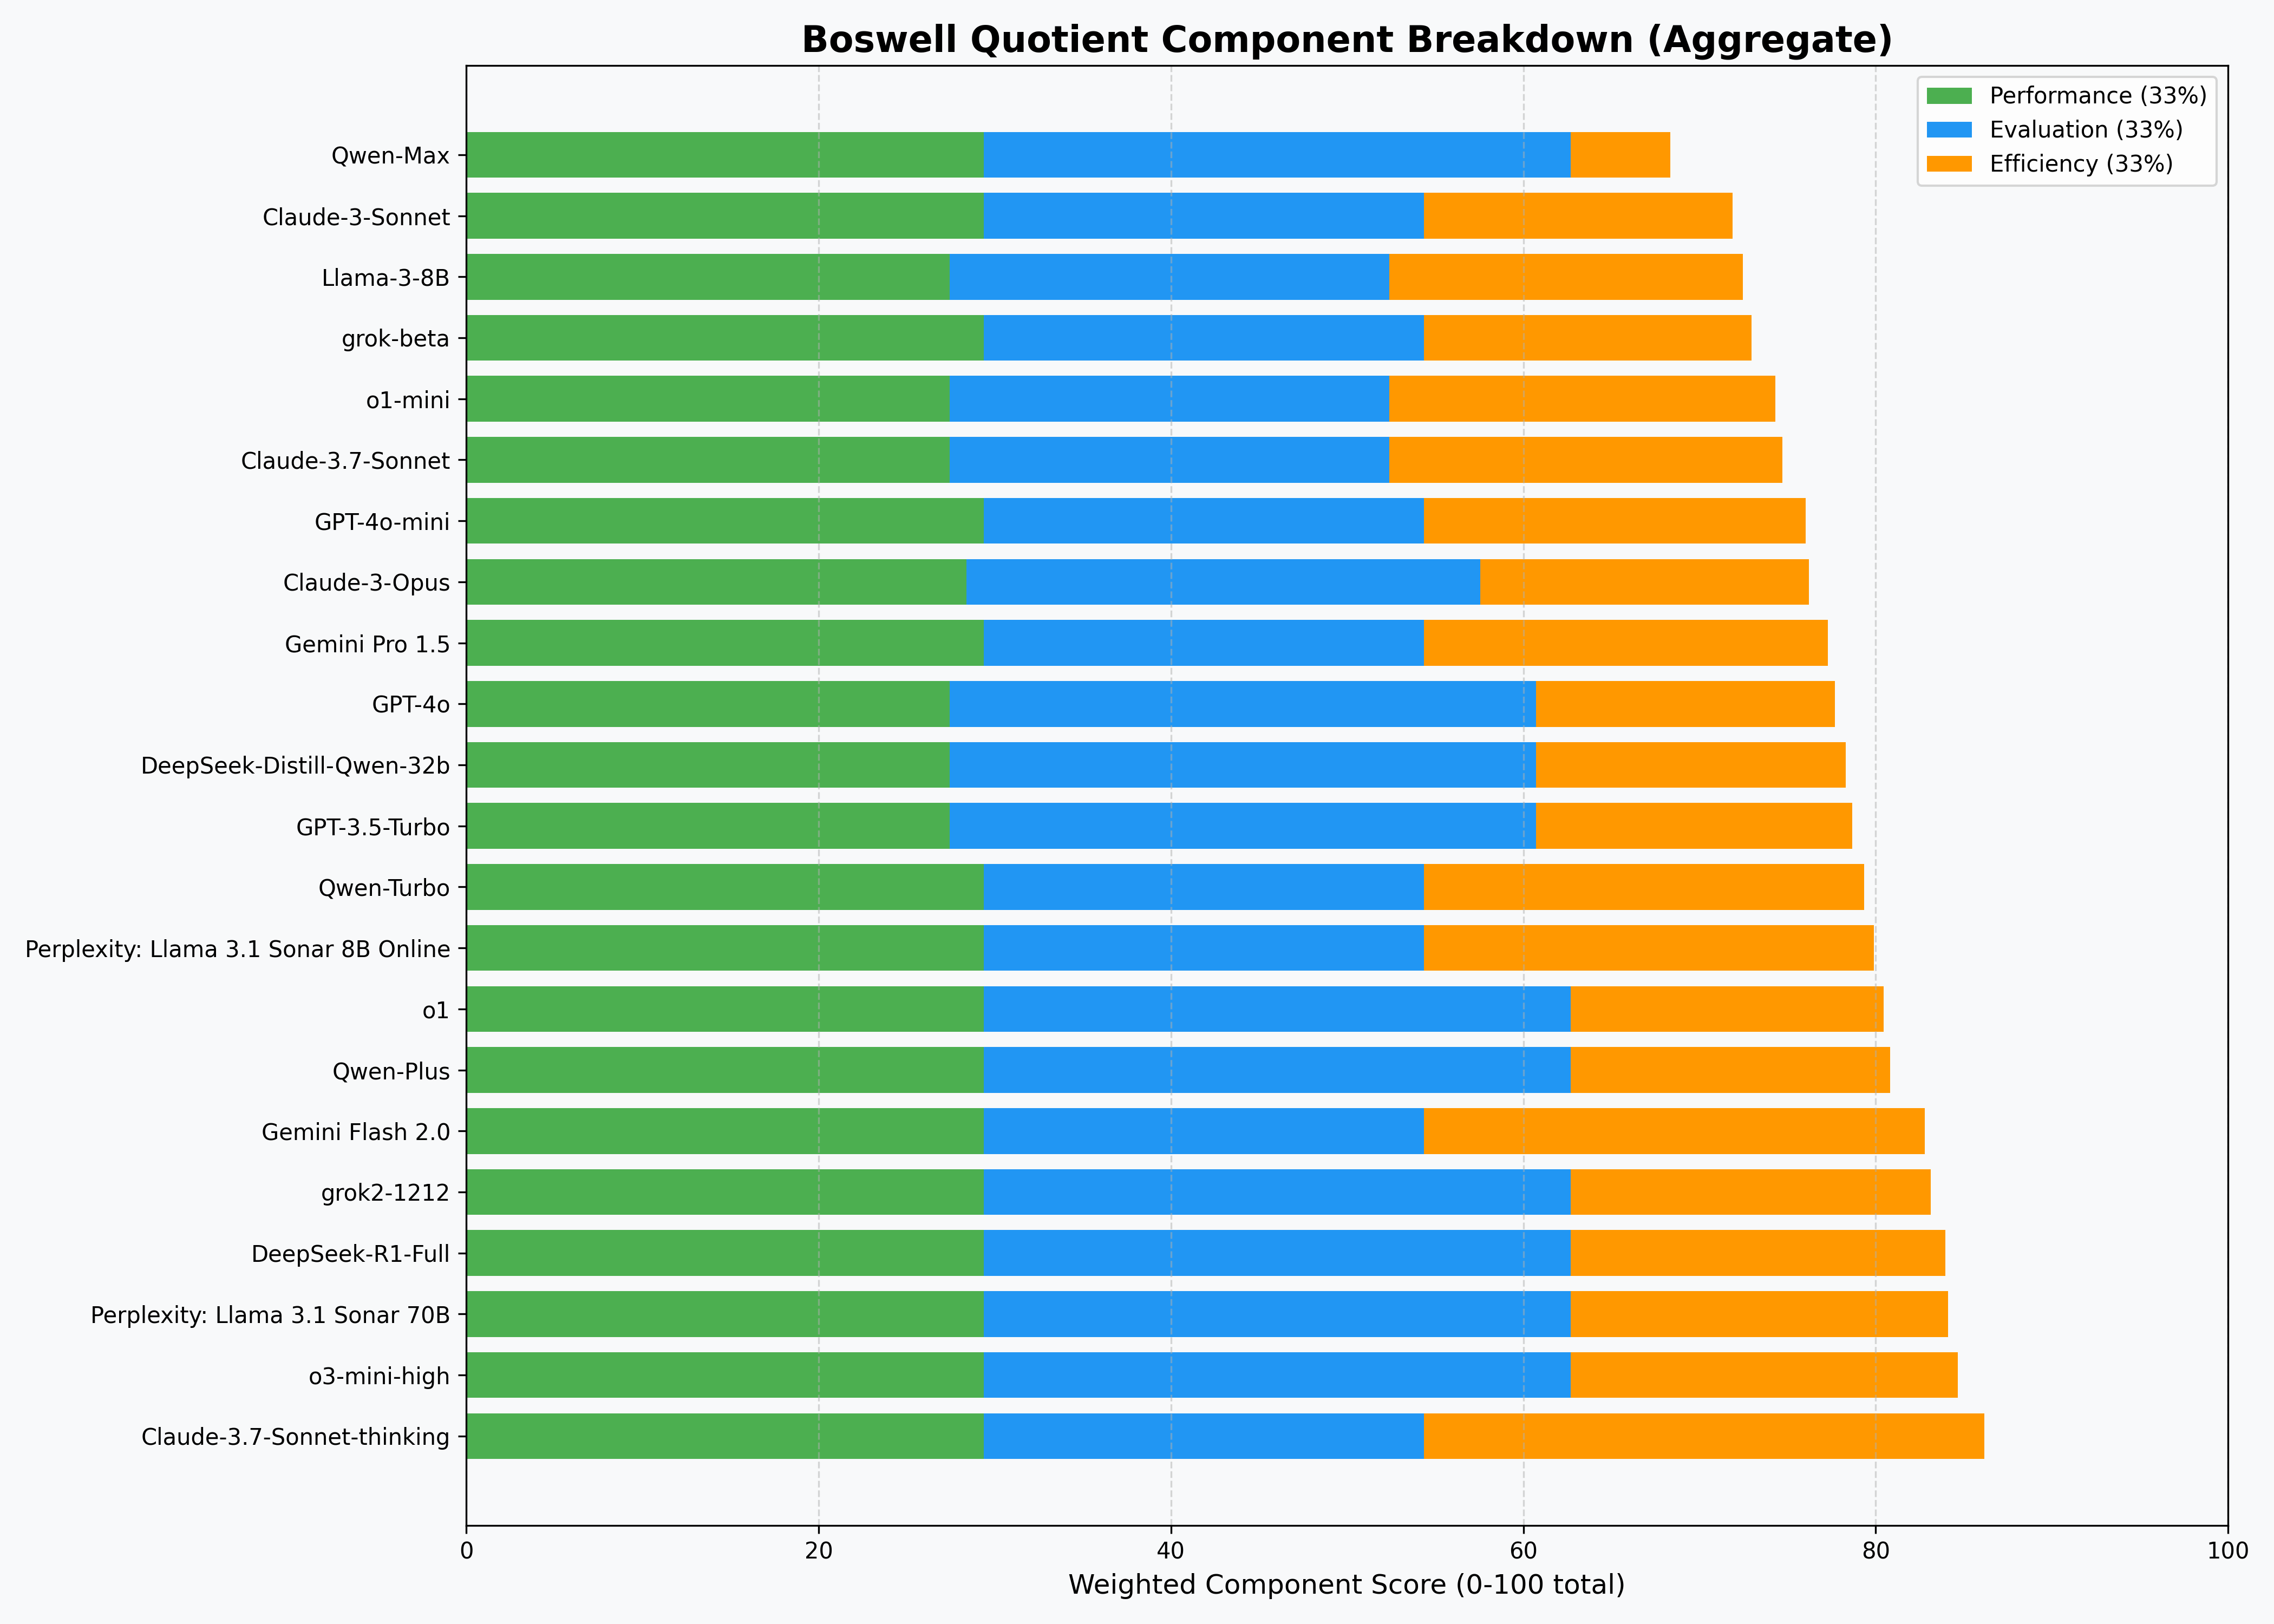 Boswell Quotient Component Breakdown (Aggregate)
Performance (33%)
Evaluation (33%)
Efficiency (33%)
Qwen-Max
Claude-3-Sonnet
Llama-3-8B
grok-beta
o1-mini
Claude-3.7-Sonnet
GPT-4o-mini
Claude-3-Opus
Gemini Pro 1.5
GPT-4o
DeepSeek-Distill-Qwen-32b
GPT-3.5-Turbo
Qwen-Turbo
Perplexity: Llama 3.1 Sonar 8B Online
o1
Qwen-Plus
Gemini Flash 2.0
grok2-1212
DeepSeek-R1-Full
Perplexity: Llama 3.1 Sonar 70B
o3-mini-high
Claude-3.7-Sonnet-thinking
0 20 40 60 80 100
Weighted Component Score (0-100 total)